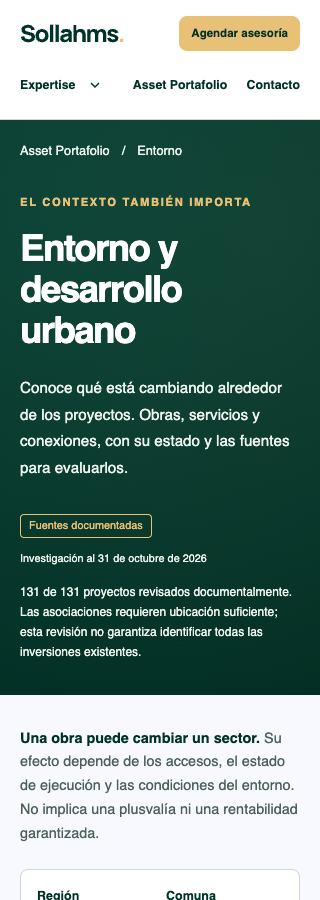 Sollahms.
Agendar asesoría
Expertise
Asset Portafolio
Contacto
Asset Portafolio / Entorno
EL CONTEXTO TAMBIÉN IMPORTA
Entorno y
desarrollo
urbano
Conoce qué está cambiando alrededor
de los proyectos. Obras, servicios y
conexiones, con su estado y las fuentes
para evaluarlos.
Fuentes documentadas
Investigación al 31 de octubre de 2026
131 de 131 proyectos revisados documentalmente.
Las asociaciones requieren ubicación suficiente;
esta revisión no garantiza identificar todas las
inversiones existentes.
Una obra puede cambiar un sector. Su
efecto depende de los accesos, el estado
de ejecución y las condiciones del entorno.
No implica una plusvalía ni una rentabilidad
garantizada.
Región
Comuna